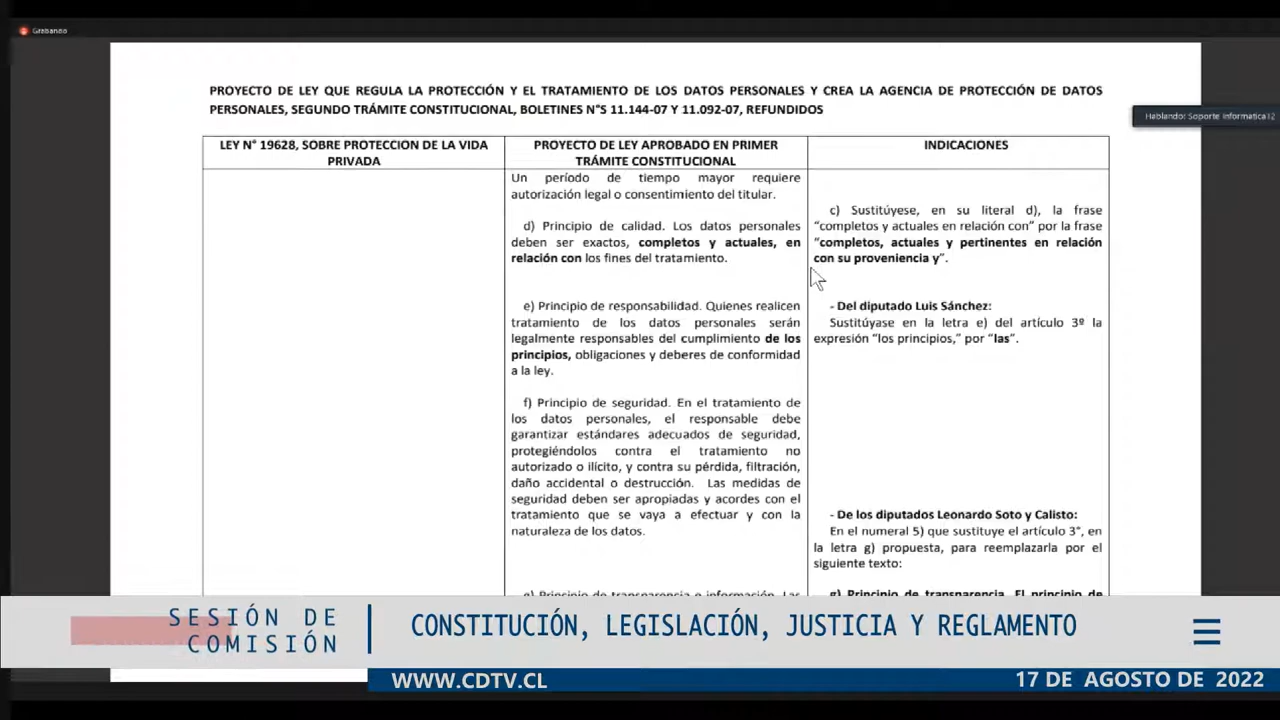 Grabando
PROYECTO DE LEY QUE REGULA LA PROTECCIÓN Y EL TRATAMIENTO DE LOS DATOS PERSONALES Y CREA LA AGENCIA DE PROTECCIÓN DE DATOS
PERSONALES, SEGUNDO TRÁMITE CONSTITUCIONAL, BOLETINES N°S 11.144-07 Y 11.092-07, REFUNDIDOS
Hablando: Soporte Informatica12
LEY N° 19628, SOBRE PROTECCION DE LA VIDA
PRIVADA
PROYECTO DE LEY APROBADO EN PRIMER
TRÁMITE CONSTITUCIONAL
Un período de tiempo mayor requiere
autorización legal o consentimiento del titular.
d) Principio de calidad. Los datos personales
deben ser exactos, completos y actuales, en
relación con los fines del tratamiento.
e) Principio de responsabilidad. Quienes realicen
tratamiento de los datos personales serán
legalmente responsables del cumplimiento de los
principios, obligaciones y deberes de conformidad
a la ley.
f) Principio de seguridad. En el tratamiento de
los datos personales, el responsable debe
garantizar estándares adecuados de seguridad,
protegiéndolos contra el tratamiento no
autorizado o ilícito, y contra su pérdida, filtración,
daño accidental o destrucción. Las medidas de
seguridad deben ser apropiadas y acordes con el
tratamiento que se vaya a efectuar y con la
naturaleza de los datos.
g) Principio de transparencia e información. Las
INDICACIONES
c) Sustitúyese, en su literal d), la frase
“completos y actuales en relación con” por la frase
“completos, actuales y pertinentes en relación
con su proveniencia y”.
- Del diputado Luis Sánchez:
Sustitúyase en la letra e) del artículo 3º la
expresión “los principios,” por “las”.
- De los diputados Leonardo Soto y Calisto:
En el numeral 5) que sustituye el artículo 3°, en
la letra g) propuesta, para reemplazarla por el
siguiente texto:
g) Principio de transparencia. El principio de
SESIÓN DE
COMISIÓN
CONSTITUCIÓN, LEGISLACIÓN, JUSTICIA Y REGLAMENTO
WWW.CDTV.CL
17 DE AGOSTO DE 2022